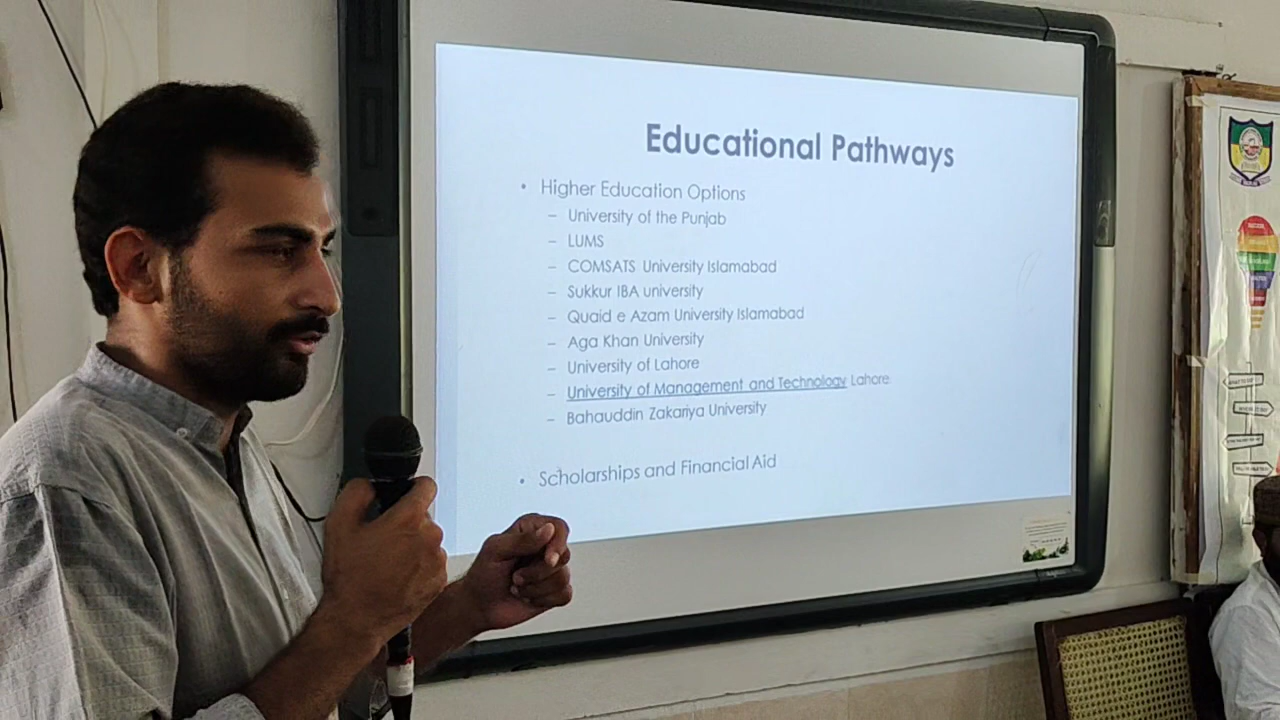 Educational Pathways
• Higher Education Options
– University of the Punjab
– LUMS
– COMSATS University Islamabad
– Sukkur IBA university
– Quaid e Azam University Islamabad
– Aga Khan University
– University of Lahore
– University of Management and Technology Lahore
– Bahauddin Zakariya University
• Scholarships and Financial Aid